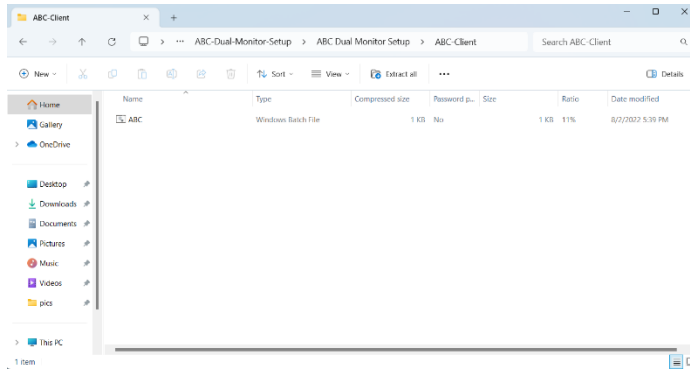 ABC-Client
ABC-Dual-Monitor-Setup > ABC Dual Monitor Setup > ABC-Client
Search ABC-Client
New
Sort
View
Extract all
Details
Name Type Compressed size Password p... Size Ratio Date modified
ABC Windows Batch File 1 KB No 1 KB 11% 8/2/2022 5:39 PM
Home
Gallery
OneDrive
Desktop
Downloads
Documents
Pictures
Music
Videos
pics
This PC
1 item